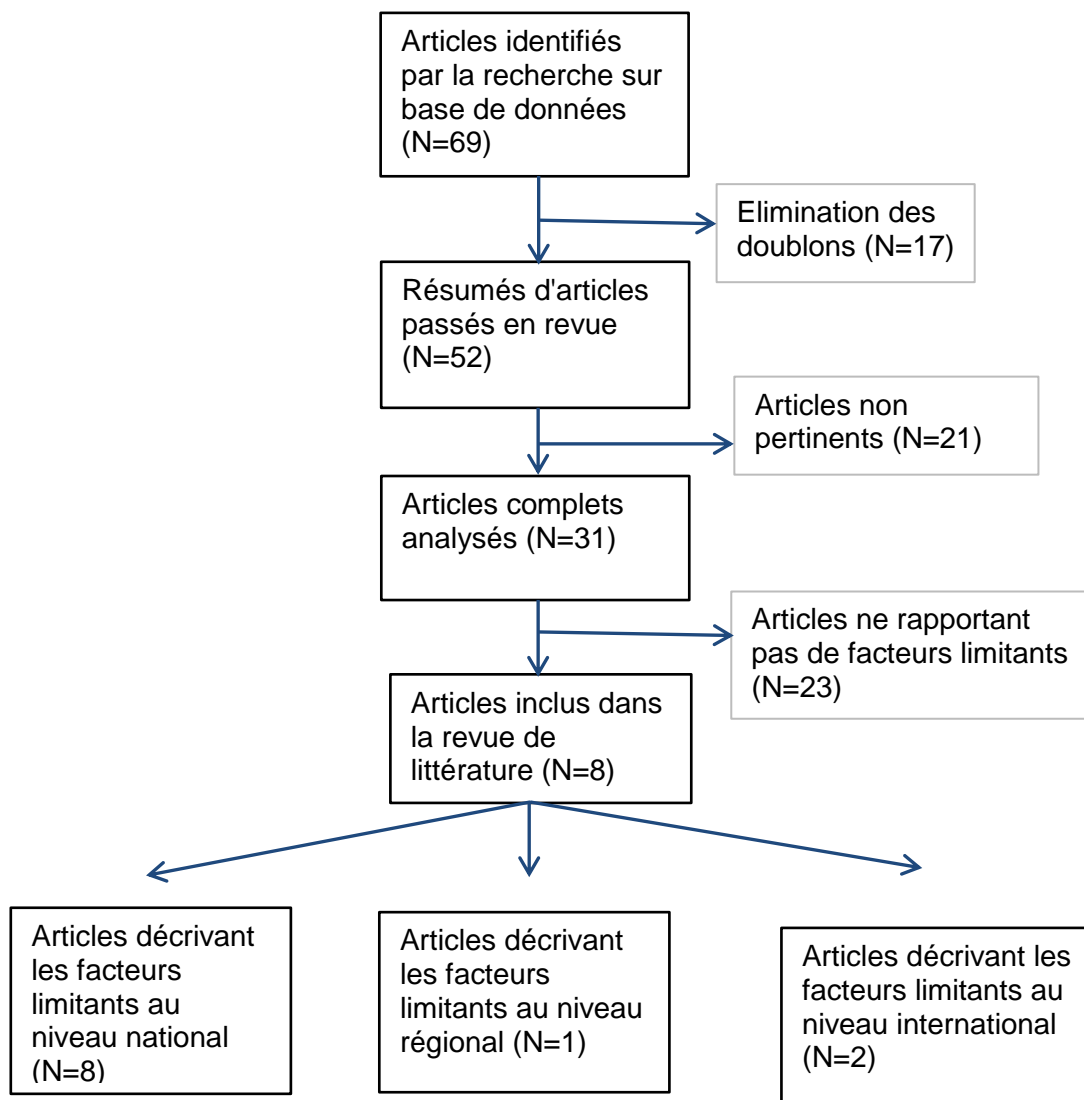 Articles identifiés
par la recherche sur
base de données
(N=69)
Elimination des
doublons (N=17)
Résumés d'articles
passés en revue
(N=52)
Articles non
pertinents (N=21)
Articles complets
analysés (N=31)
Articles ne rapportant
pas de facteurs limitants
(N=23)
Articles inclus dans
la revue de
littérature (N=8)
Articles décrivant
les facteurs
limitants au
niveau national
(N=8)
Articles décrivant
les facteurs
limitants au niveau
régional (N=1)
Articles décrivant les
facteurs limitants au
niveau international
(N=2)